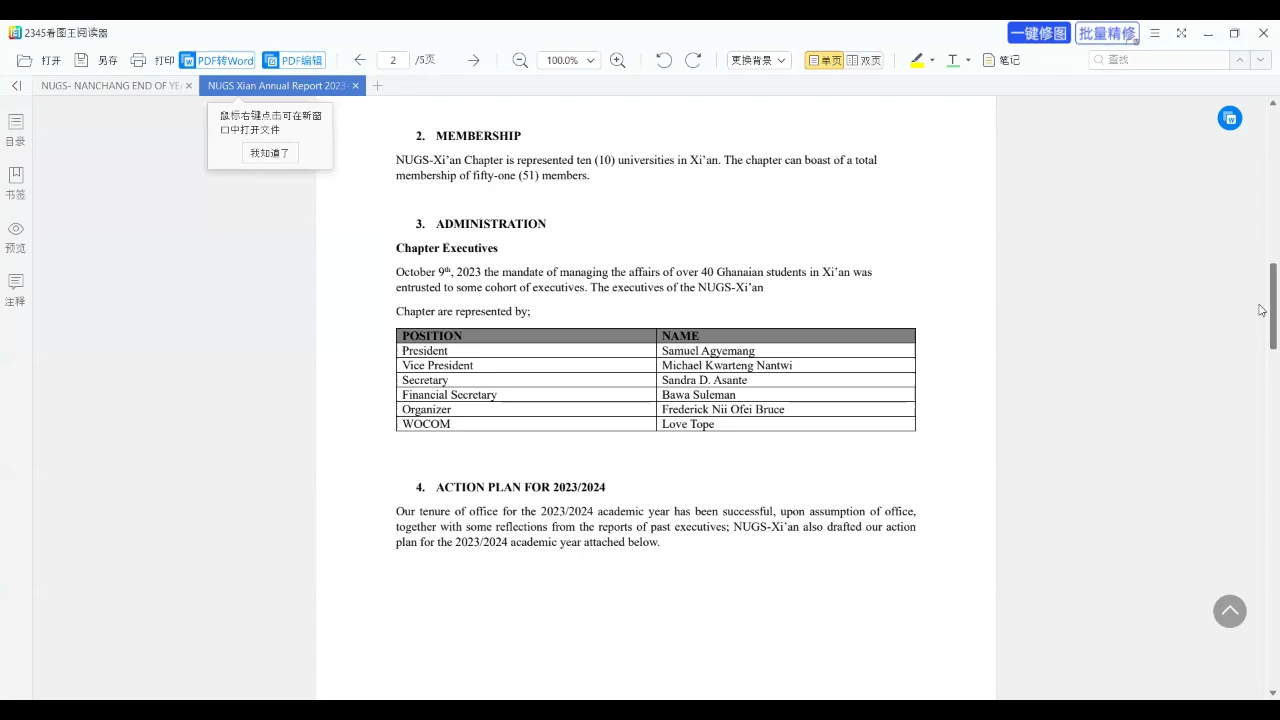 2345看图王阅读器
一键修图
批量精修
打开
另存
打印
PDF转Word
PDF编辑
2
/5页
100.0%
更换背景
单页
双页
T
笔记
查找
NUGS- NANCHANG END OF YE
NUGS Xian Annual Report 2023-
鼠标右键点击可在新窗
口中打开文件
我知道了
目录
书签
预览
注释
2. MEMBERSHIP
NUGS-Xi’an Chapter is represented ten (10) universities in Xi’an. The chapter can boast of a total
membership of fifty-one (51) members.
3. ADMINISTRATION
Chapter Executives
October 9th, 2023 the mandate of managing the affairs of over 40 Ghanaian students in Xi’an was
entrusted to some cohort of executives. The executives of the NUGS-Xi’an
Chapter are represented by;
POSITION NAME
President Samuel Agyemang
Vice President Michael Kwarteng Nantwi
Secretary Sandra D. Asante
Financial Secretary Bawa Suleman
Organizer Frederick Nii Ofei Bruce
WOCOM Love Tope
4. ACTION PLAN FOR 2023/2024
Our tenure of office for the 2023/2024 academic year has been successful, upon assumption of office,
together with some reflections from the reports of past executives; NUGS-Xi’an also drafted our action
plan for the 2023/2024 academic year attached below.